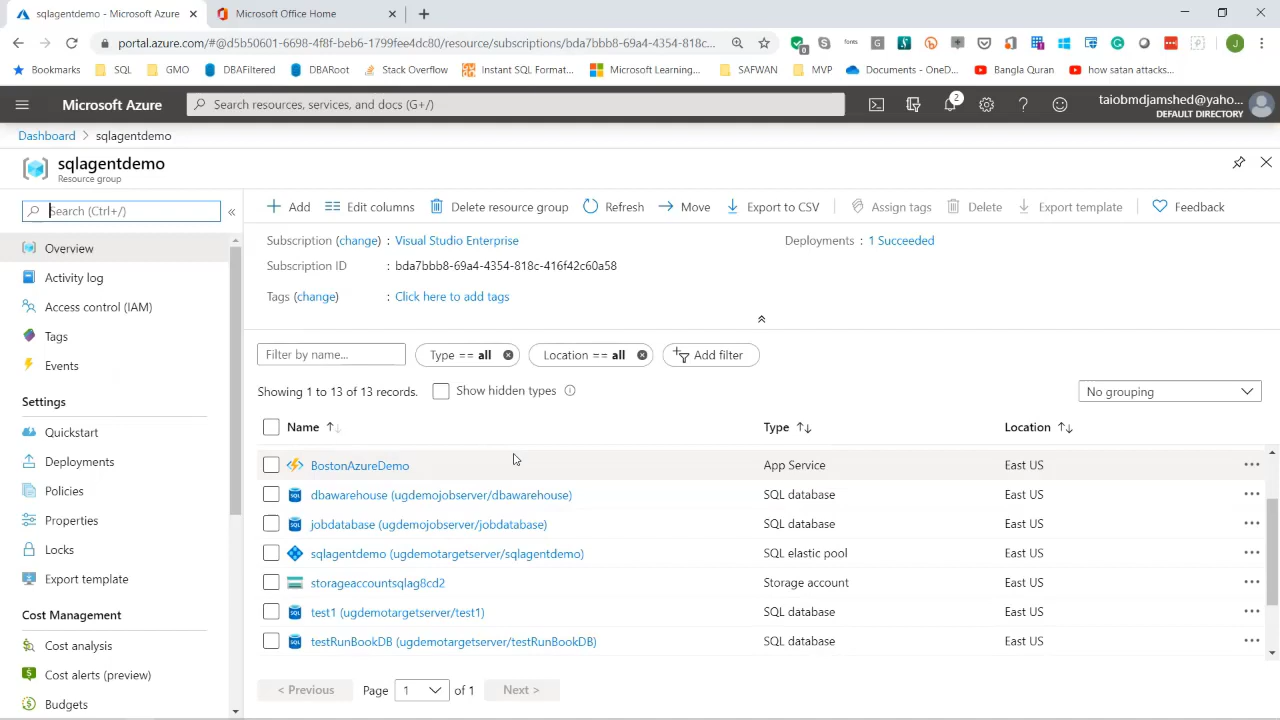 sqlagentdemo - Microsoft Azure
Microsoft Office Home
portal.azure.com/#@d5b50601-6698-4f8f-beb6-1799fee4dc80/resource/subscriptions/bda7bbb8-69a4-4354-818c...
Bookmarks
SQL
GMO
DBAFiltered
DBARoot
Stack Overflow
Instant SQL Format...
Microsoft Learning...
SAFWAN
MVP
Documents - OneD...
Bangla Quran
how satan attacks...
Microsoft Azure
Search resources, services, and docs (G+/)
2
taiobmdjamshed@yaho...
DEFAULT DIRECTORY
Dashboard > sqlagentdemo
sqlagentdemo
Resource group
Search (Ctrl+/)
«
Add
Edit columns
Delete resource group
Refresh
Move
Export to CSV
Assign tags
Delete
Export template
Feedback
Overview
Activity log
Access control (IAM)
Tags
Events
Settings
Quickstart
Deployments
Policies
Properties
Locks
Export template
Cost Management
Cost analysis
Cost alerts (preview)
Budgets
Subscription (change) : Visual Studio Enterprise
Deployments : 1 Succeeded
Subscription ID : bda7bbb8-69a4-4354-818c-416f42c60a58
Tags (change) : Click here to add tags
Filter by name...
Type == all
Location == all
Add filter
Showing 1 to 13 of 13 records.
Show hidden types
No grouping
Name Type Location
BostonAzureDemo App Service East US
dbawarehouse (ugdemojobserver/dbawarehouse) SQL database East US
jobdatabase (ugdemojobserver/jobdatabase) SQL database East US
sqlagentdemo (ugdemotargetserver/sqlagentdemo) SQL elastic pool East US
storageaccountsqlag8cd2 Storage account East US
test1 (ugdemotargetserver/test1) SQL database East US
testRunBookDB (ugdemotargetserver/testRunBookDB) SQL database East US
< Previous Page 1 of 1 Next >